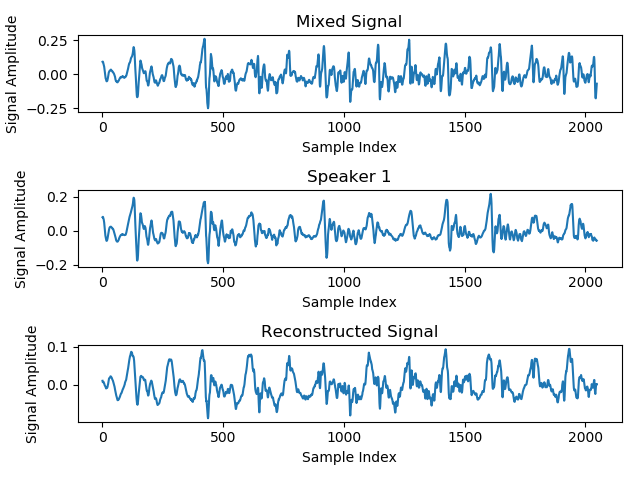 Mixed Signal
Signal Amplitude
0.25
0.00
−0.25
0
500
1000
1500
2000
Sample Index
Speaker 1
Signal Amplitude
0.2
0.0
−0.2
0
500
1000
1500
2000
Sample Index
Reconstructed Signal
Signal Amplitude
0.1
0.0
0
500
1000
1500
2000
Sample Index